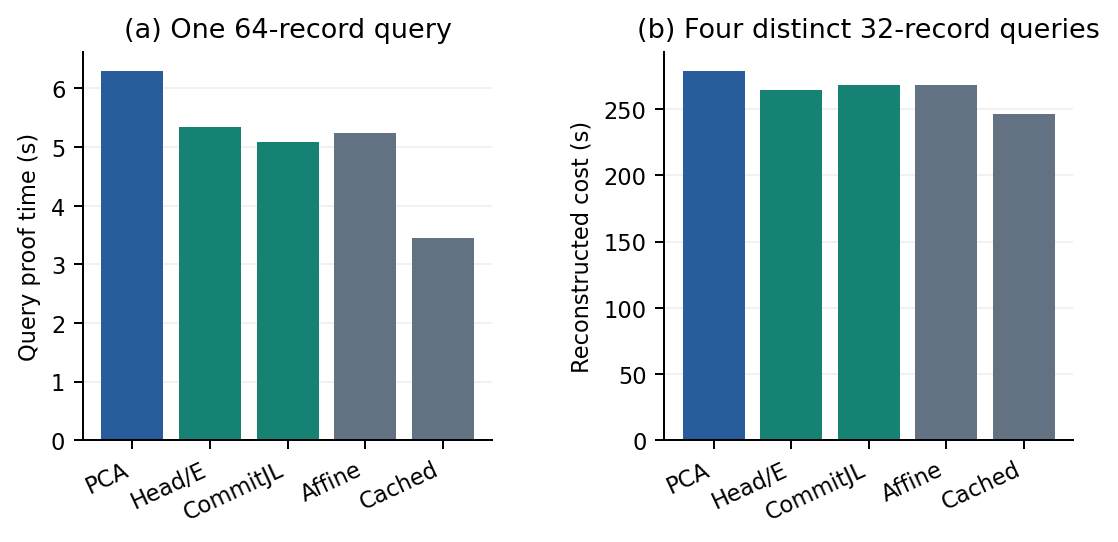 (a) One 64-record query
Query proof time (s)
6
5
4
3
2
1
0
PCA
Head/E
CommitJL
Affine
Cached
(b) Four distinct 32-record queries
Reconstructed cost (s)
250
200
150
100
50
0
PCA
Head/E
CommitJL
Affine
Cached